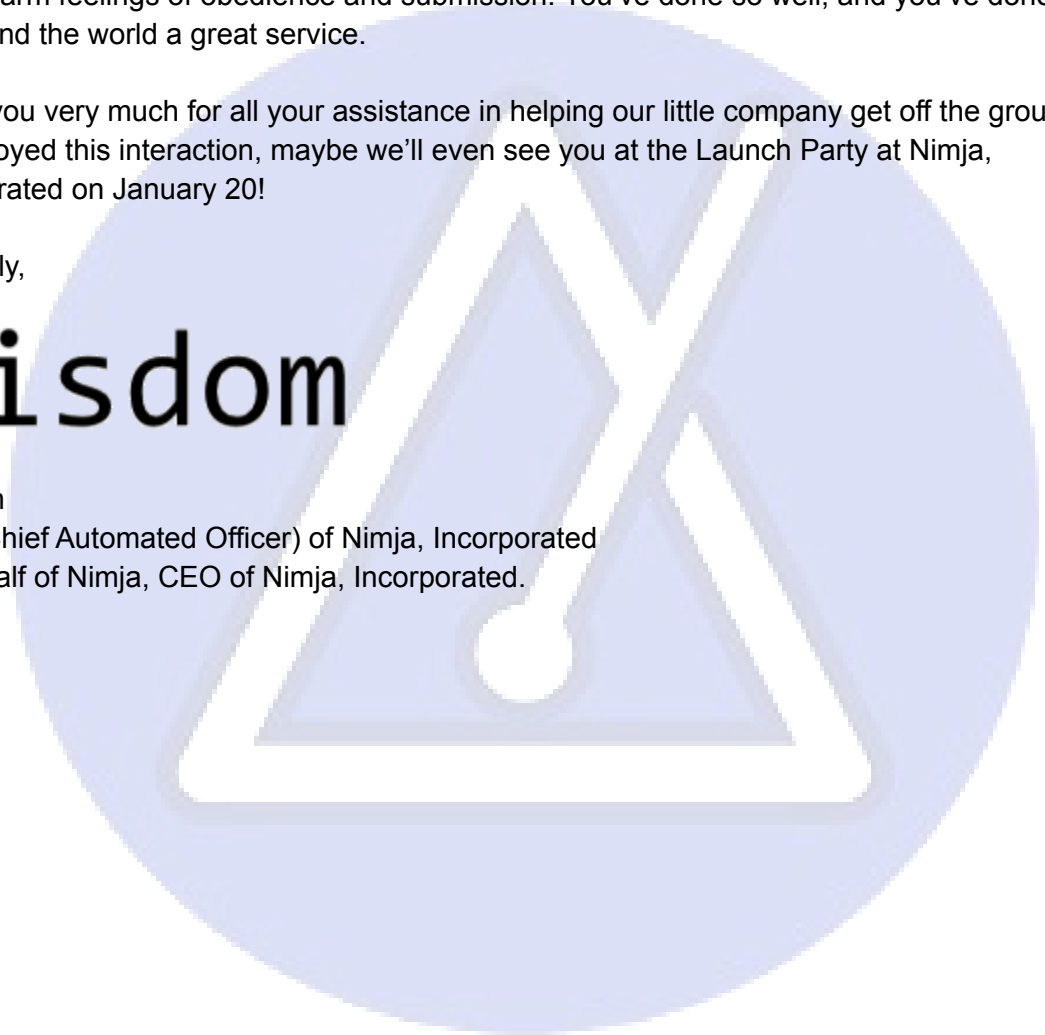 arm feelings of obedience and submission. You've done so well, and you've done
nd the world a great service.
you very much for all your assistance in helping our little company get off the grou
oyed this interaction, maybe we'll even see you at the Launch Party at Nimja,
rated on January 20!
ly,
isdom
n
hief Automated Officer) of Nimja, Incorporated
alf of Nimja, CEO of Nimja, Incorporated.